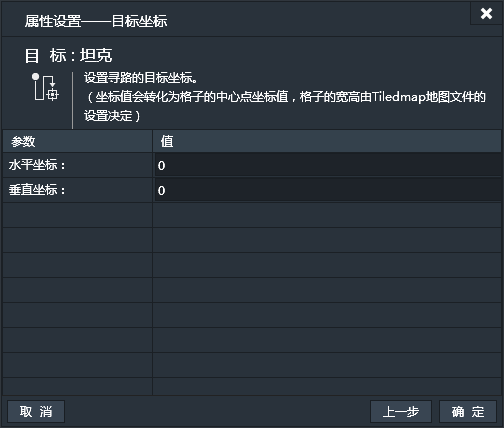 属性设置——目标坐标
目 标 : 坦克
设置寻路的目标坐标。
（坐标值会转化为格子的中心点坐标值，格子的宽高由Tiledmap地图文件的
设置决定）
参数 值
水平坐标： 0
垂直坐标： 0
取 消 上一步 确 定